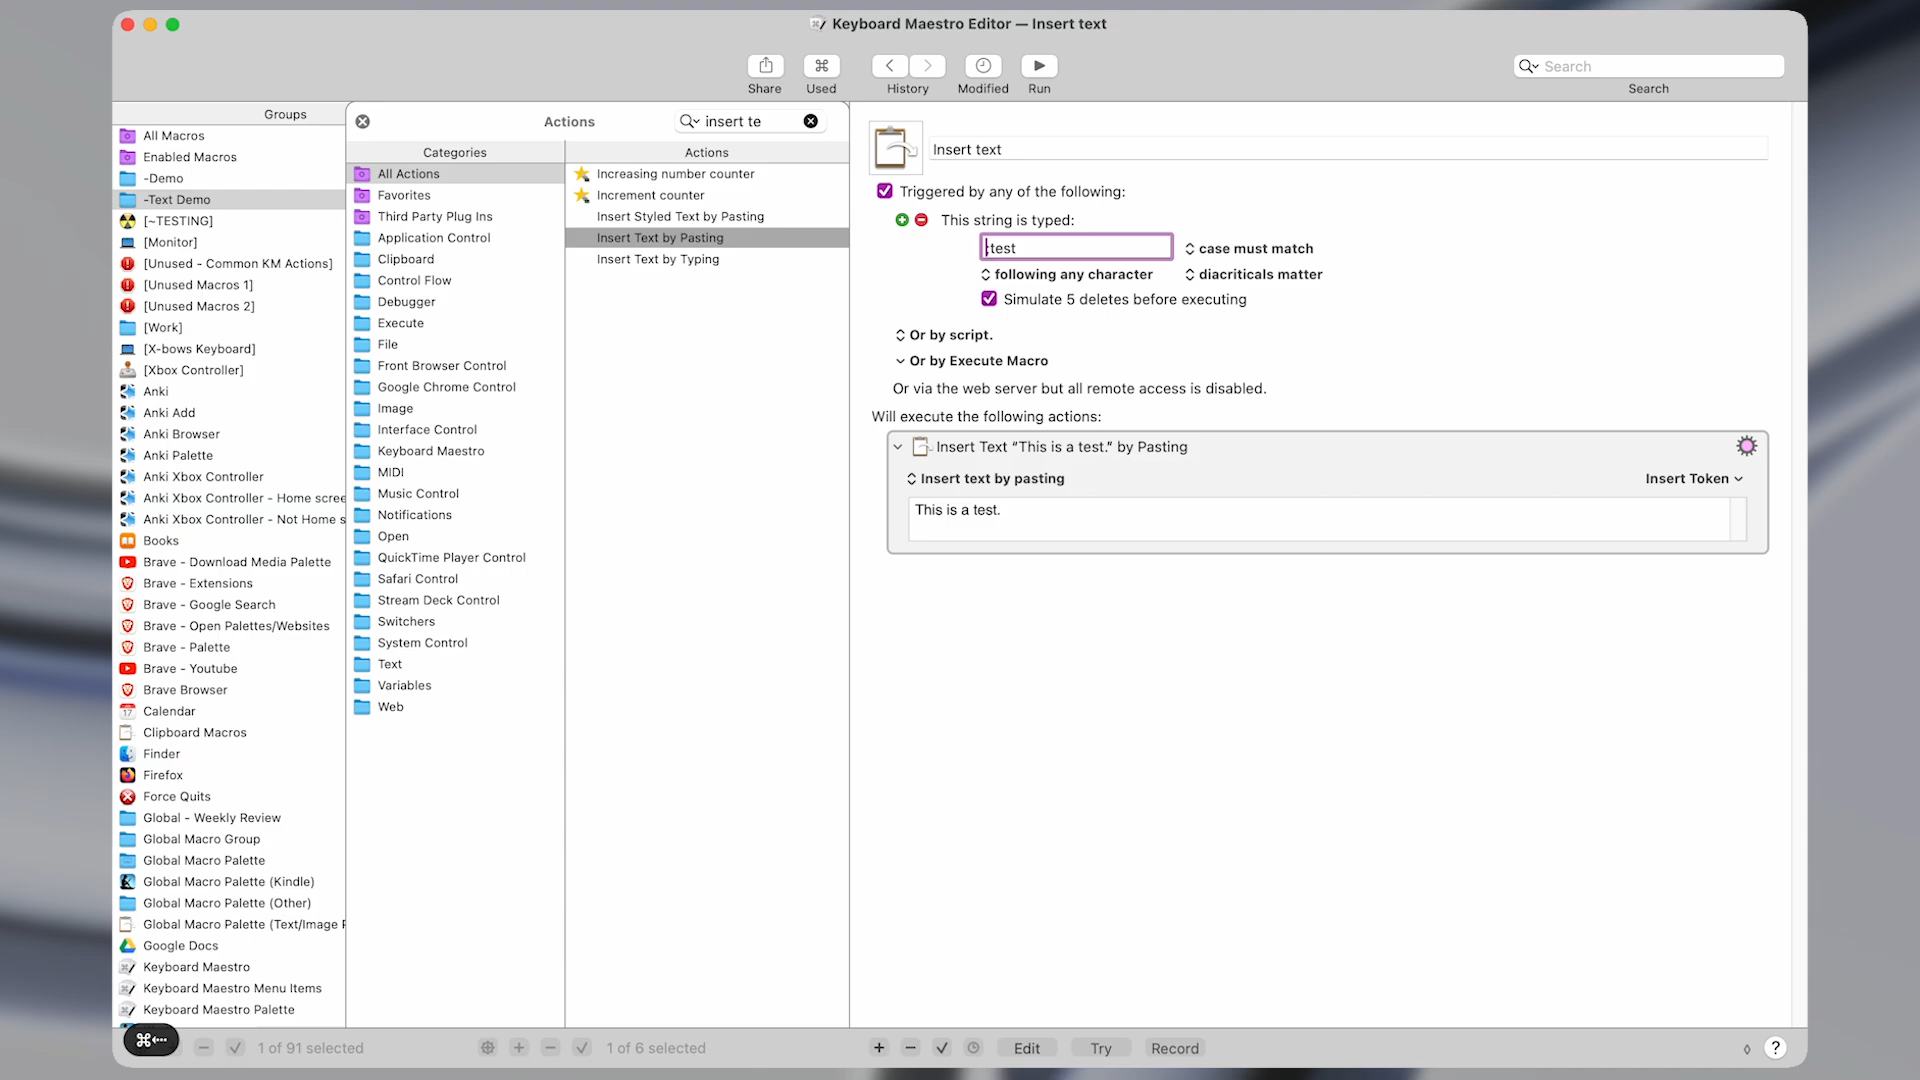 Keyboard Maestro Editor — Insert text
Share
Used
History
Modified
Run
Search
Search
Groups
All Macros
Enabled Macros
-Demo
-Text Demo
[~TESTING]
[Monitor]
[Unused - Common KM Actions]
[Unused Macros 1]
[Unused Macros 2]
[Work]
[X-bows Keyboard]
[Xbox Controller]
Anki
Anki Add
Anki Browser
Anki Palette
Anki Xbox Controller
Anki Xbox Controller - Home scree
Anki Xbox Controller - Not Home s
Books
Brave - Download Media Palette
Brave - Extensions
Brave - Google Search
Brave - Open Palettes/Websites
Brave - Palette
Brave - Youtube
Brave Browser
Calendar
Clipboard Macros
Finder
Firefox
Force Quits
Global - Weekly Review
Global Macro Group
Global Macro Palette
Global Macro Palette (Kindle)
Global Macro Palette (Other)
Global Macro Palette (Text/Image P
Google Docs
Keyboard Maestro
Keyboard Maestro Menu Items
Keyboard Maestro Palette
Actions
insert te
Categories
All Actions
Favorites
Third Party Plug Ins
Application Control
Clipboard
Control Flow
Debugger
Execute
File
Front Browser Control
Google Chrome Control
Image
Interface Control
Keyboard Maestro
MIDI
Music Control
Notifications
Open
QuickTime Player Control
Safari Control
Stream Deck Control
Switchers
System Control
Text
Variables
Web
Actions
Increasing number counter
Increment counter
Insert Styled Text by Pasting
Insert Text by Pasting
Insert Text by Typing
Insert text
Triggered by any of the following:
This string is typed:
;test
case must match
following any character
diacriticals matter
Simulate 5 deletes before executing
Or by script.
Or by Execute Macro
Or via the web server but all remote access is disabled.
Will execute the following actions:
Insert Text “This is a test.” by Pasting
Insert text by pasting
Insert Token
This is a test.
1 of 91 selected
1 of 6 selected
Edit
Try
Record
?